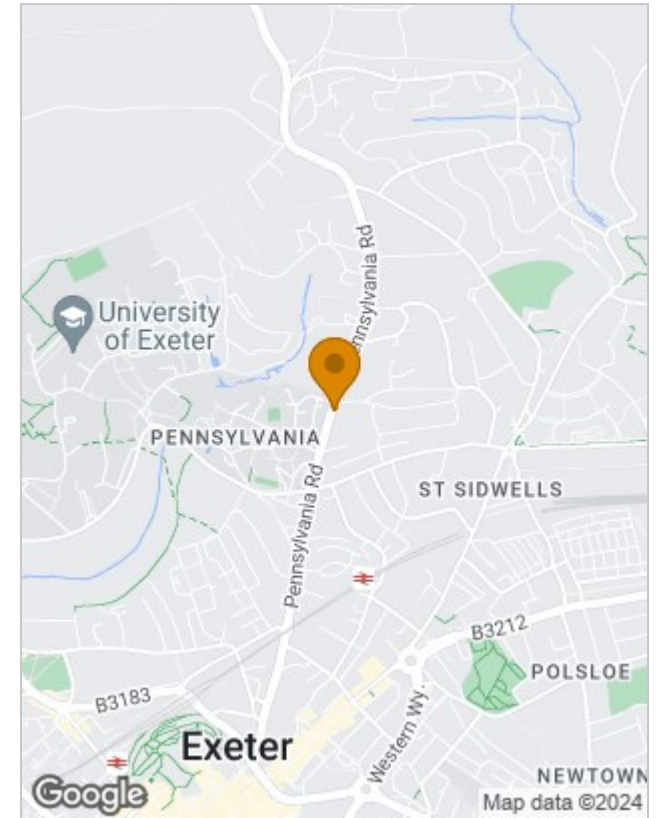 Pennsylvania Rd
University
of Exeter
PENNSYLVANIA
ST SIDWELLS
Pennsylvania Rd
B3212
POLSLOE
B3183
Western Wy.
Exeter
NEWTOWN
Google
Map data ©2024